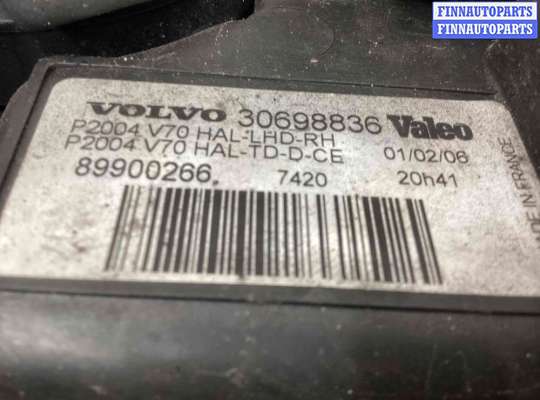 FINNAUTOPARTS
FINNAUTOPARTS
VOLVO 30698836 Valeo
P2004 V70 HAL-LHD-RH
P2004 V70 HAL-TD-D-CE 01/02/06
89900266. 7420 20h41
MADE IN FRANCE